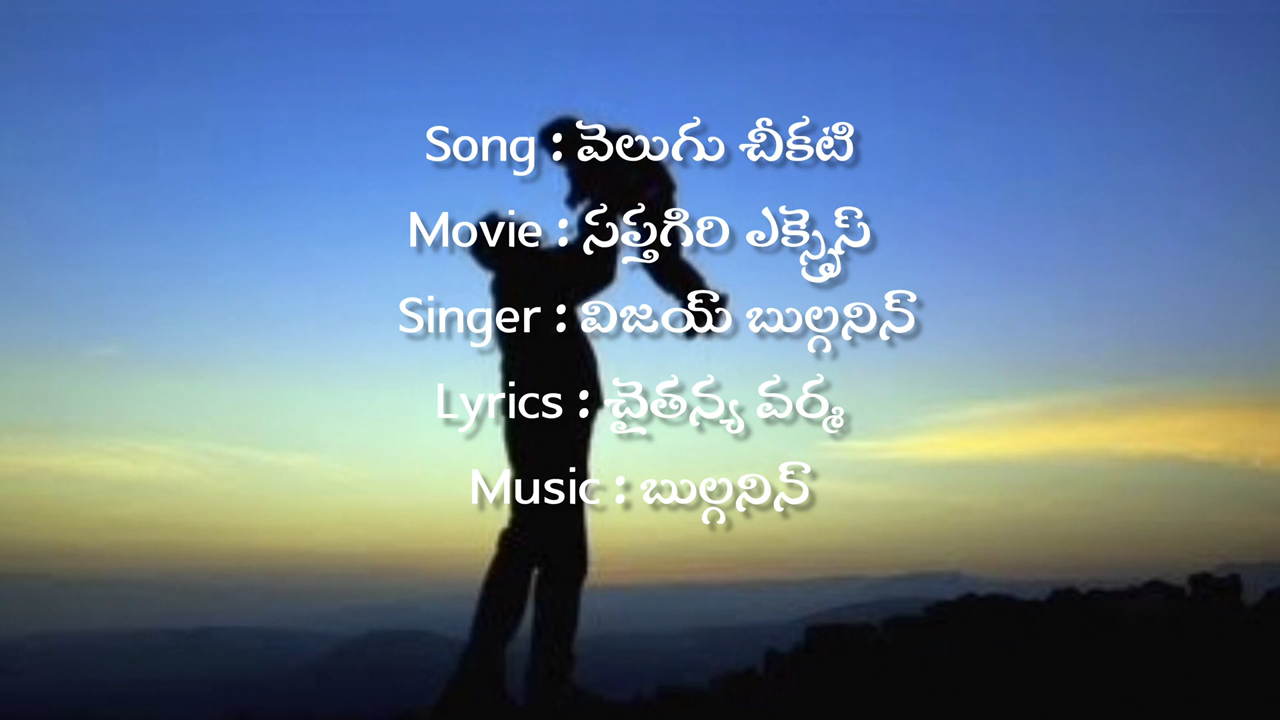 Song : వెలుగు చీకటి
Movie : సప్తగిరి ఎక్స్ప్రెస్
Singer : విజయ్ బుల్గనిన్
Lyrics : చైతన్య వర్మ
Music : బుల్గనిన్